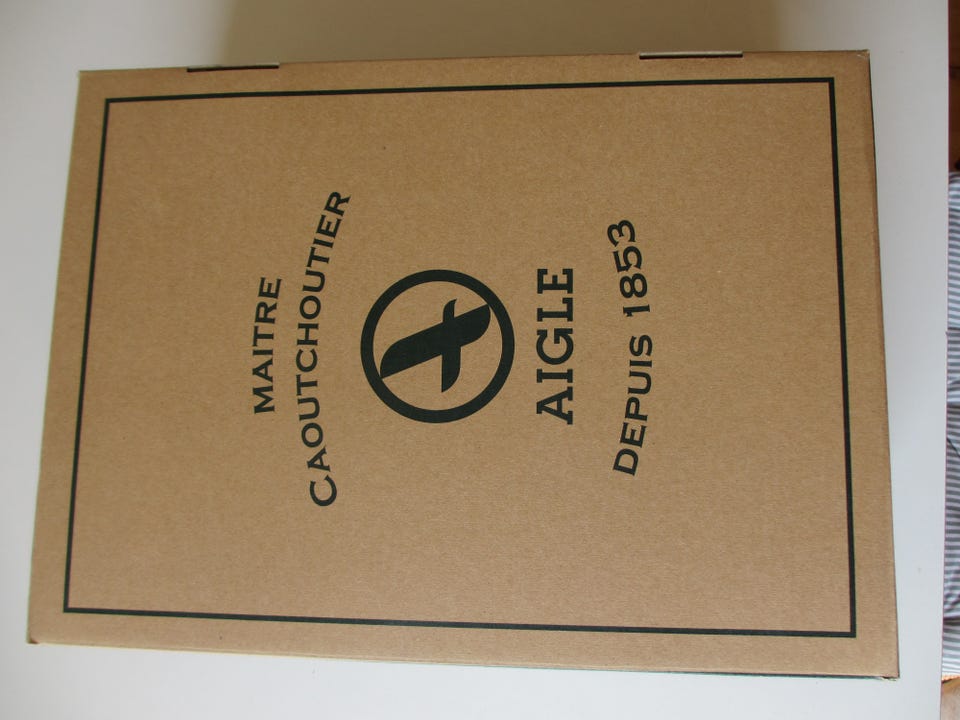 MAITRE
CAOUTCHOUTIER
AIGLE
DEPUIS 1853